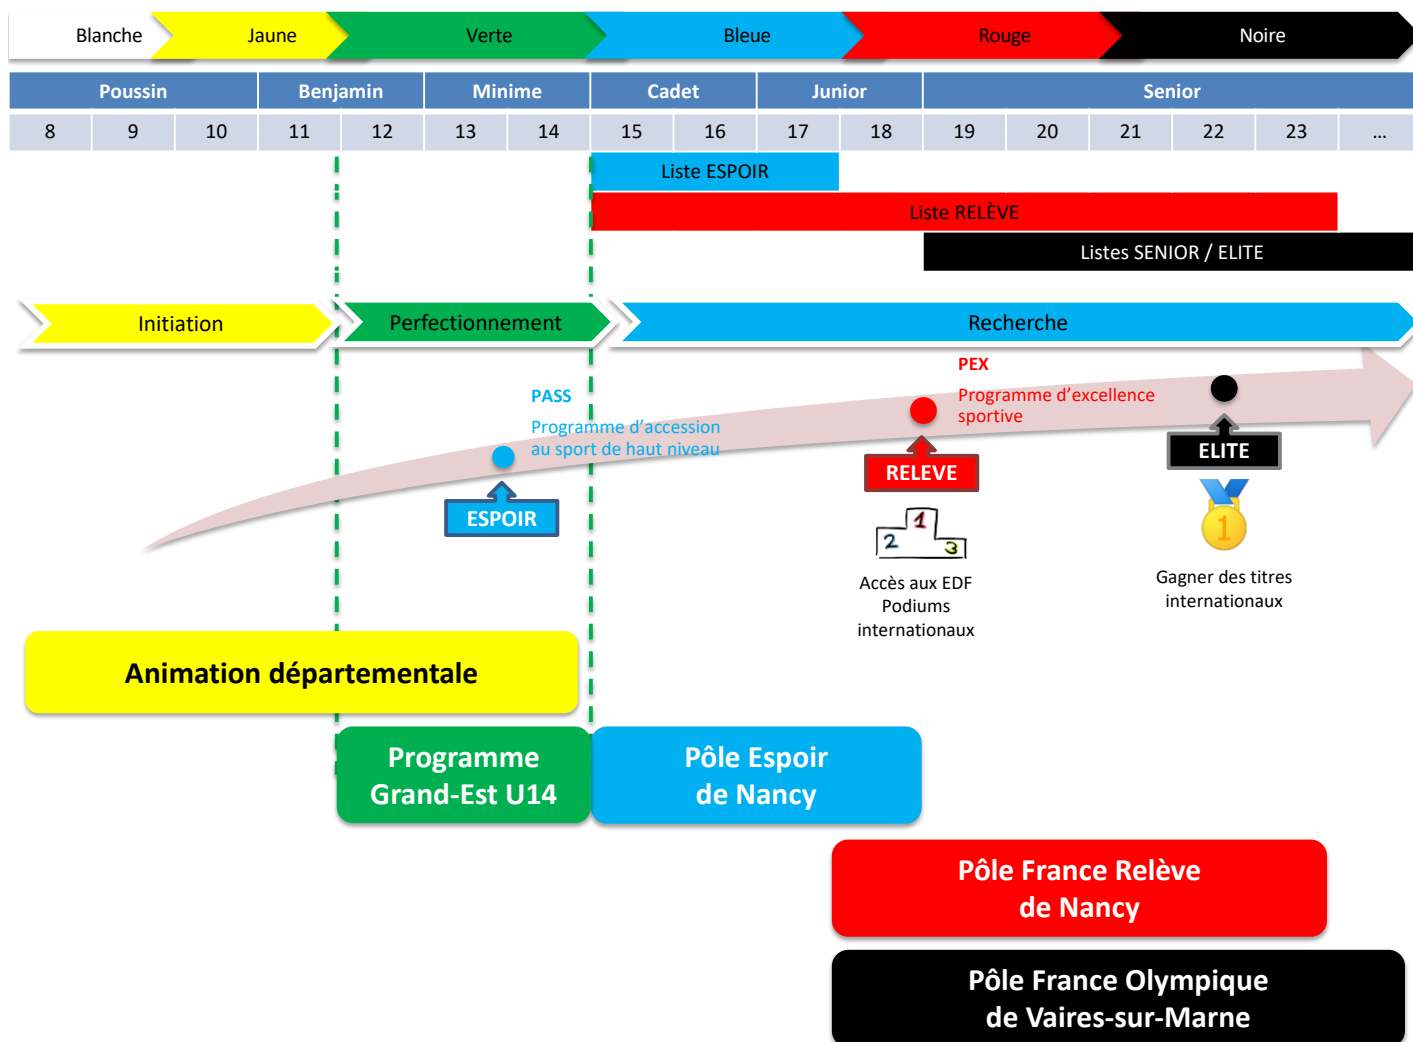 Blanche Jaune Verte Bleue Rouge Noire
Poussin Benjamin Minime Cadet Junior Senior
8 9 10 11 12 13 14 15 16 17 18 19 20 21 22 23 ...
Liste ESPOIR
Liste RELÈVE
Listes SENIOR / ELITE
Initiation Perfectionnement Recherche
PASS
Programme d'accession
au sport de haut niveau
ESPOIR
PEX
Programme d'excellence
sportive
RELEVE
1
2
3
Accès aux EDF
Podiums
internationaux
ELITE
1
Gagner des titres
internationaux
Animation départementale
Programme
Grand-Est U14
Pôle Espoir
de Nancy
Pôle France Relève
de Nancy
Pôle France Olympique
de Vaires-sur-Marne